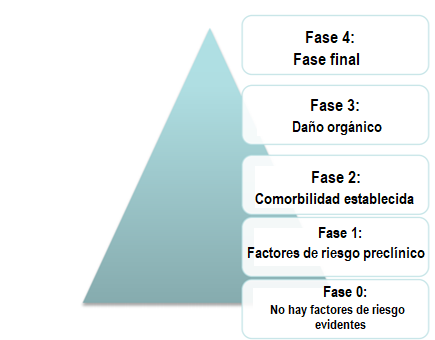 Fase 4:
Fase final
Fase 3:
Daño orgánico
Fase 2:
Comorbilidad establecida
Fase 1:
Factores de riesgo preclínico
Fase 0:
No hay factores de riesgo
evidentes